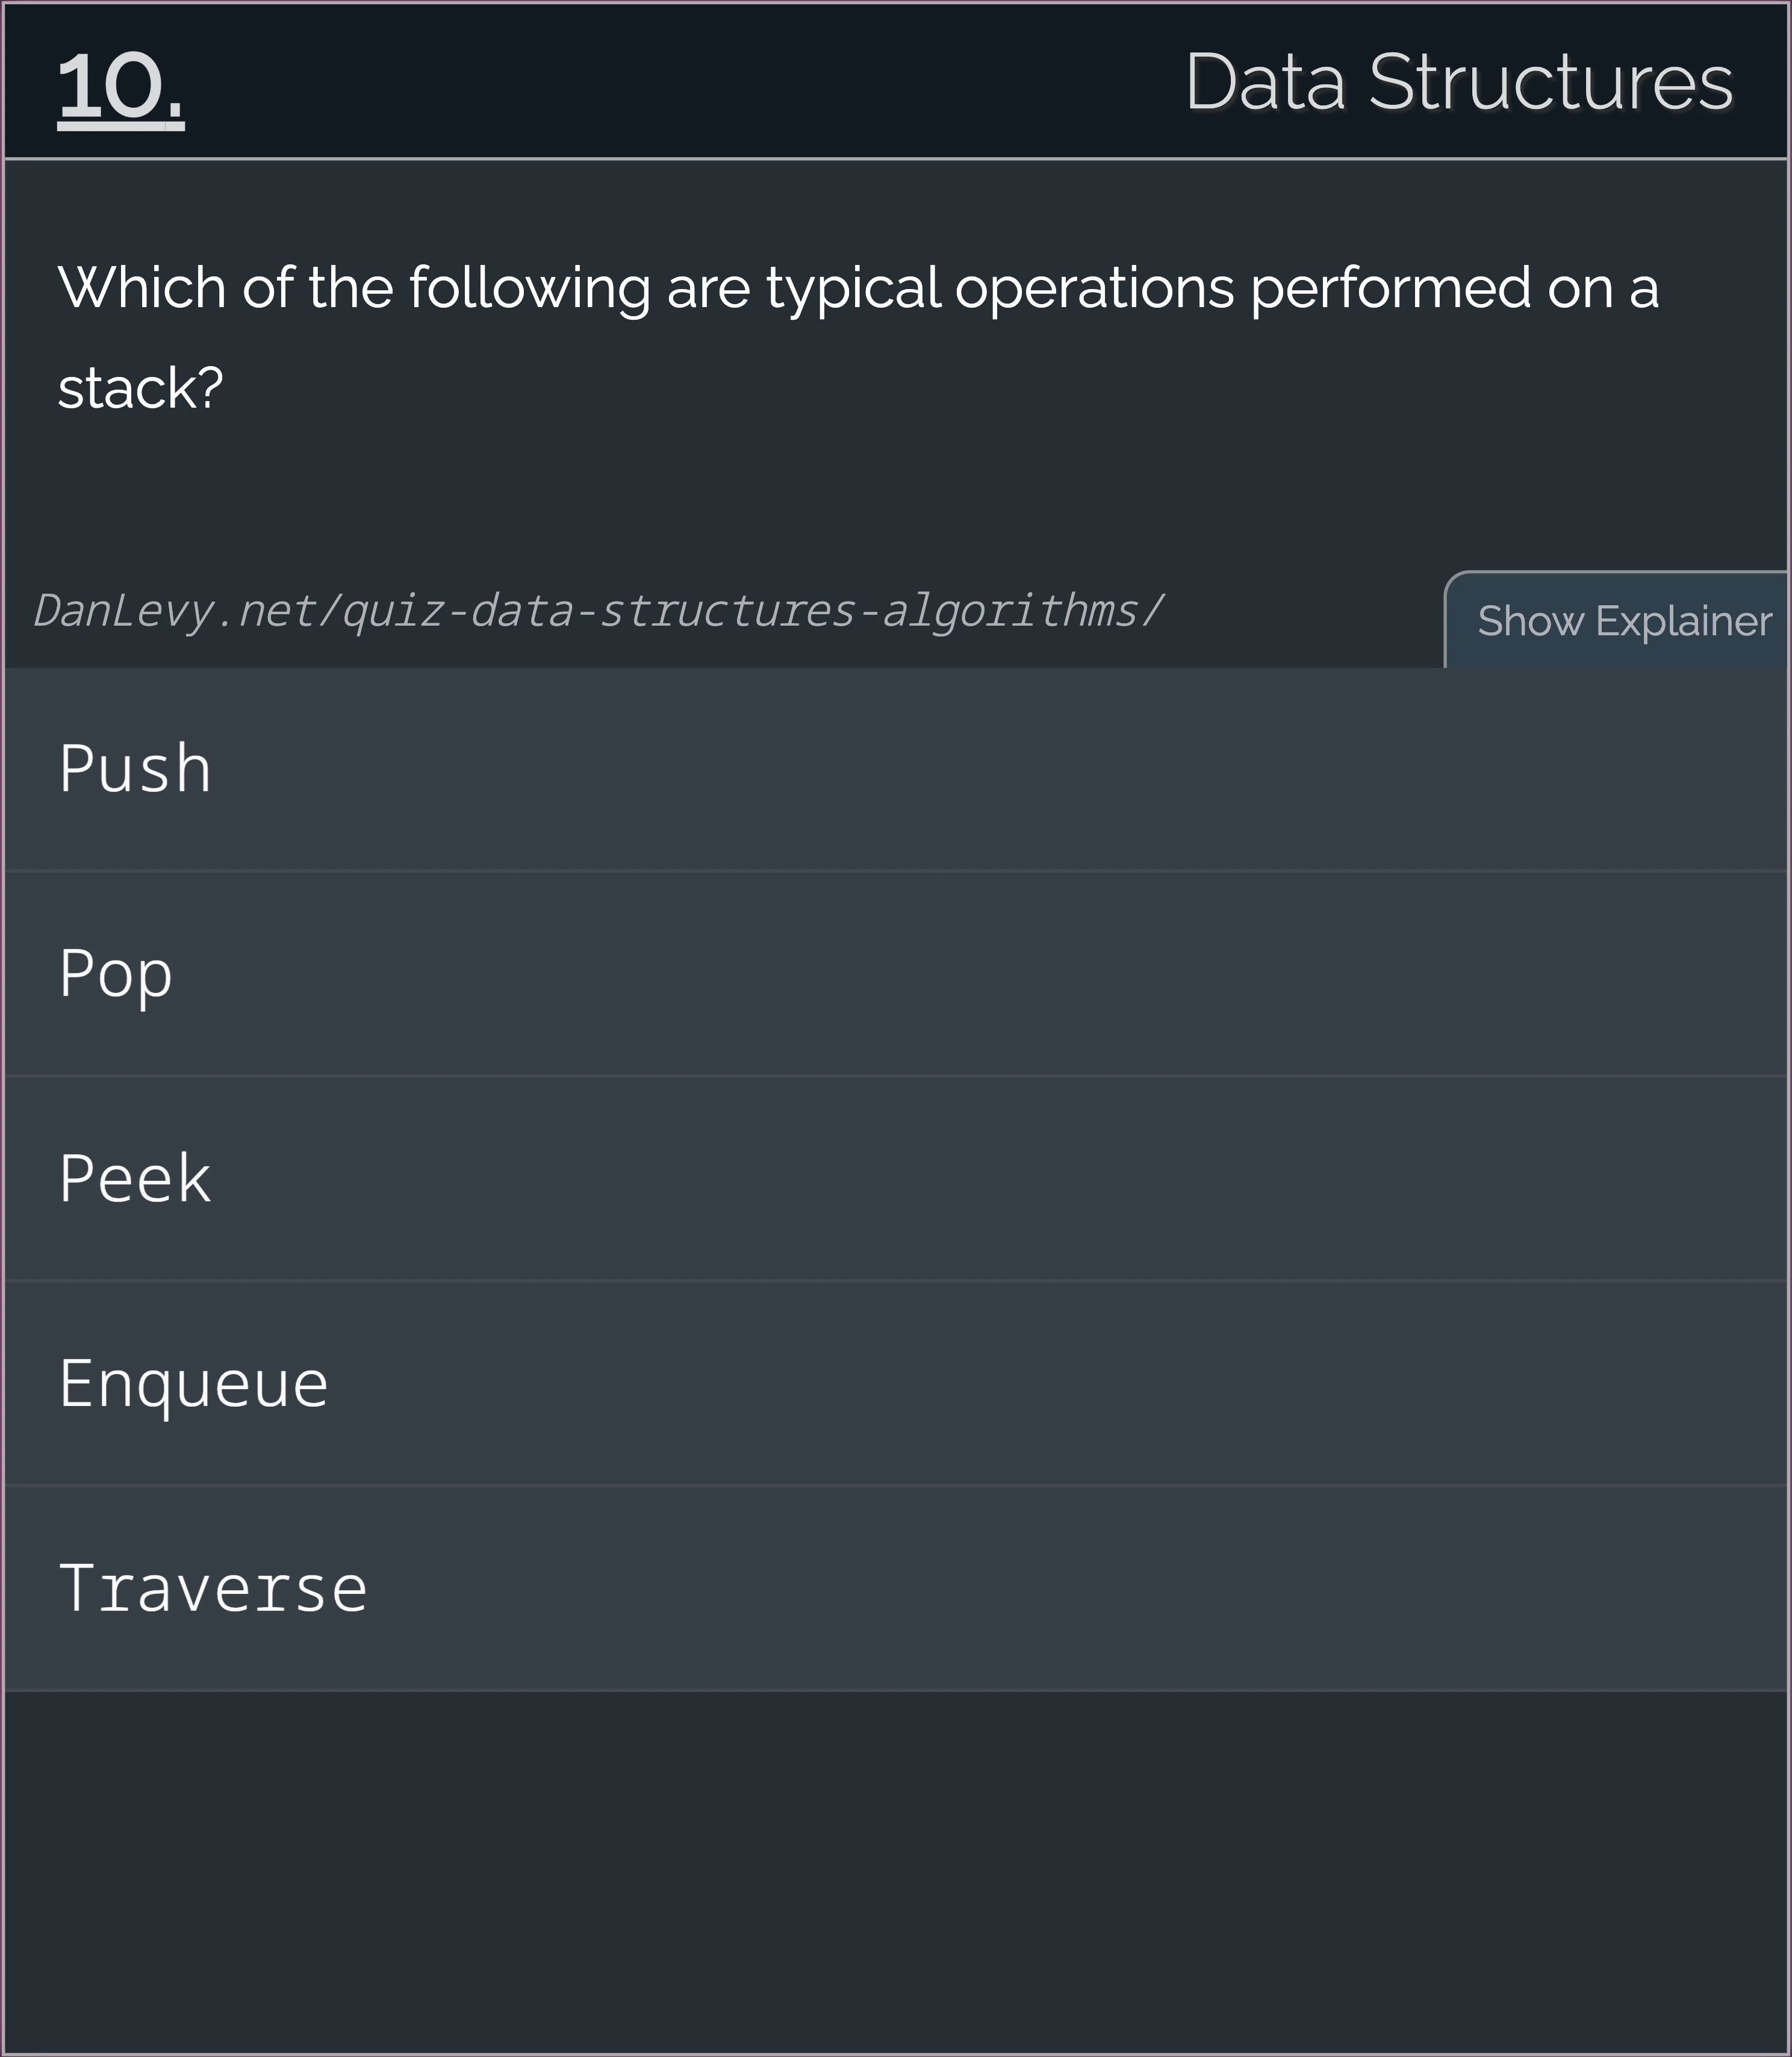 10.
Data Structures
Which of the following are typical operations performed on a
stack?
DanLevy.net/quiz-data-structures-algorithms/
Show Explainer
Push
Pop
Peek
Enqueue
Traverse